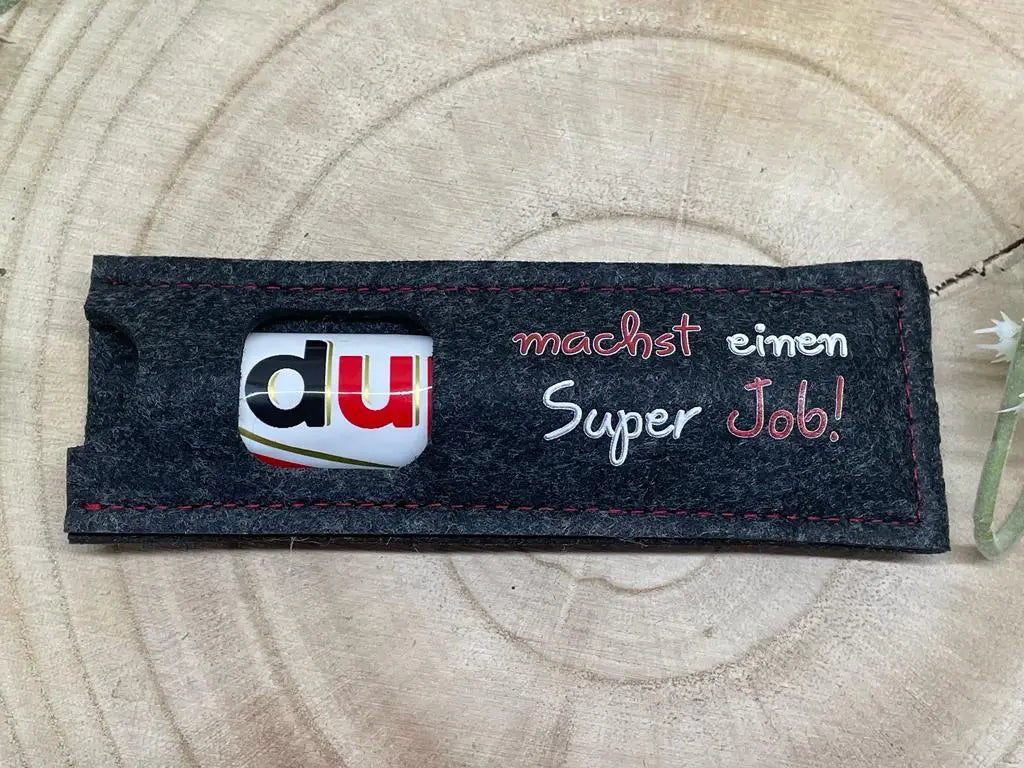 du
machst einen
Super Job!